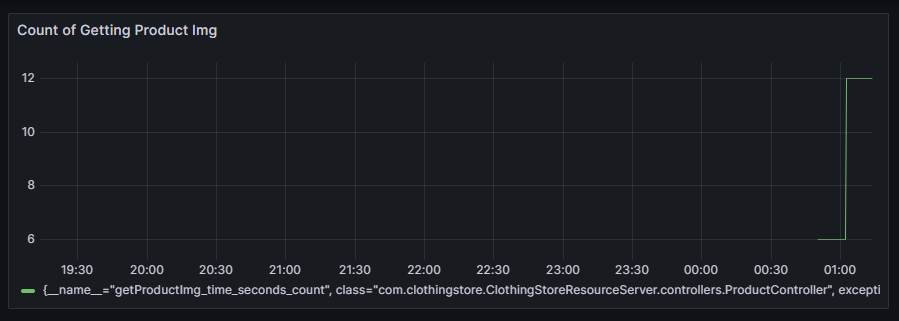 Count of Getting Product Img
12
10
8
6
19:30 20:00 20:30 21:00 21:30 22:00 22:30 23:00 23:30 00:00 00:30 01:00
{__name__="getProductImg_time_seconds_count", class="com.clothingstore.ClothingStoreResourceServer.controllers.ProductController", excepti